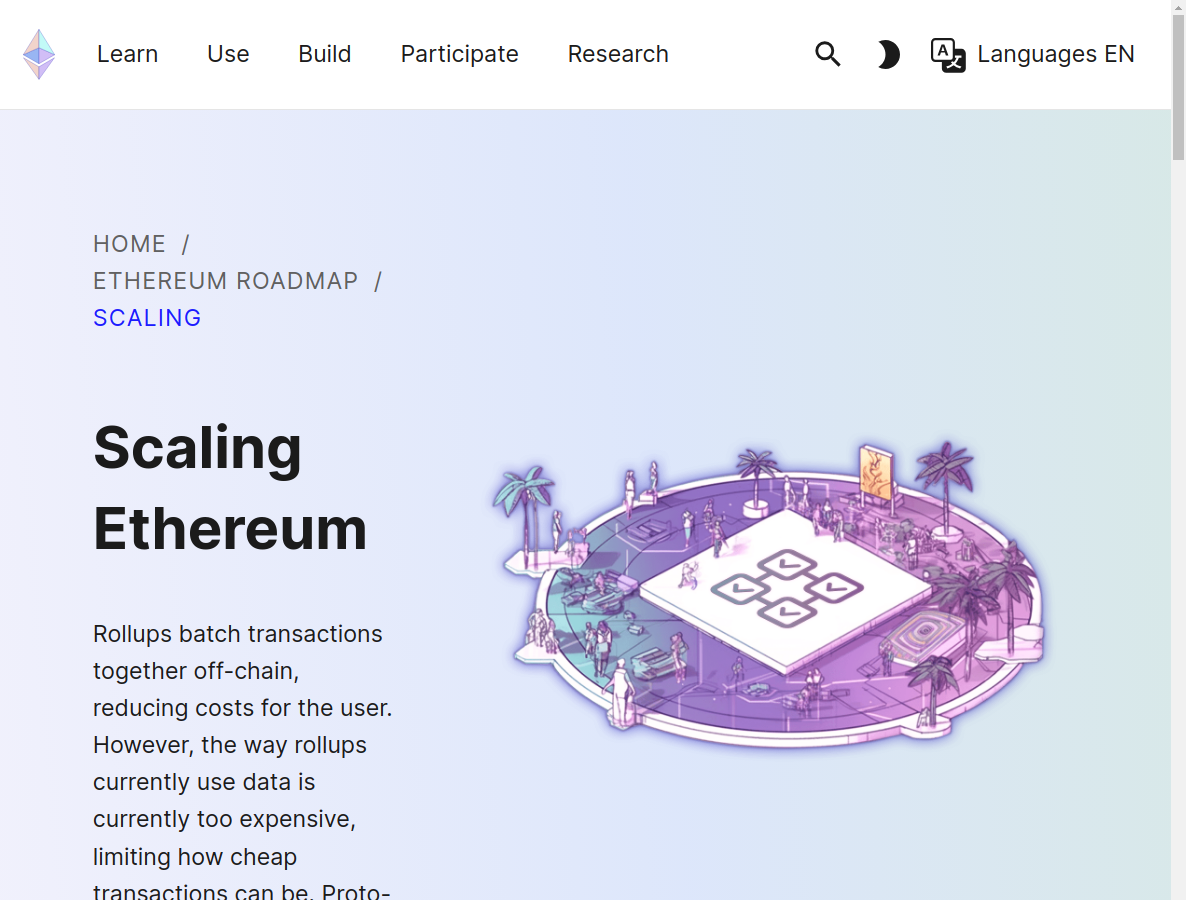 Learn Use Build Participate Research Languages EN
HOME /
ETHEREUM ROADMAP /
SCALING
Scaling
Ethereum
Rollups batch transactions
together off-chain,
reducing costs for the user.
However, the way rollups
currently use data is
currently too expensive,
limiting how cheap
transactions can be. Proto-